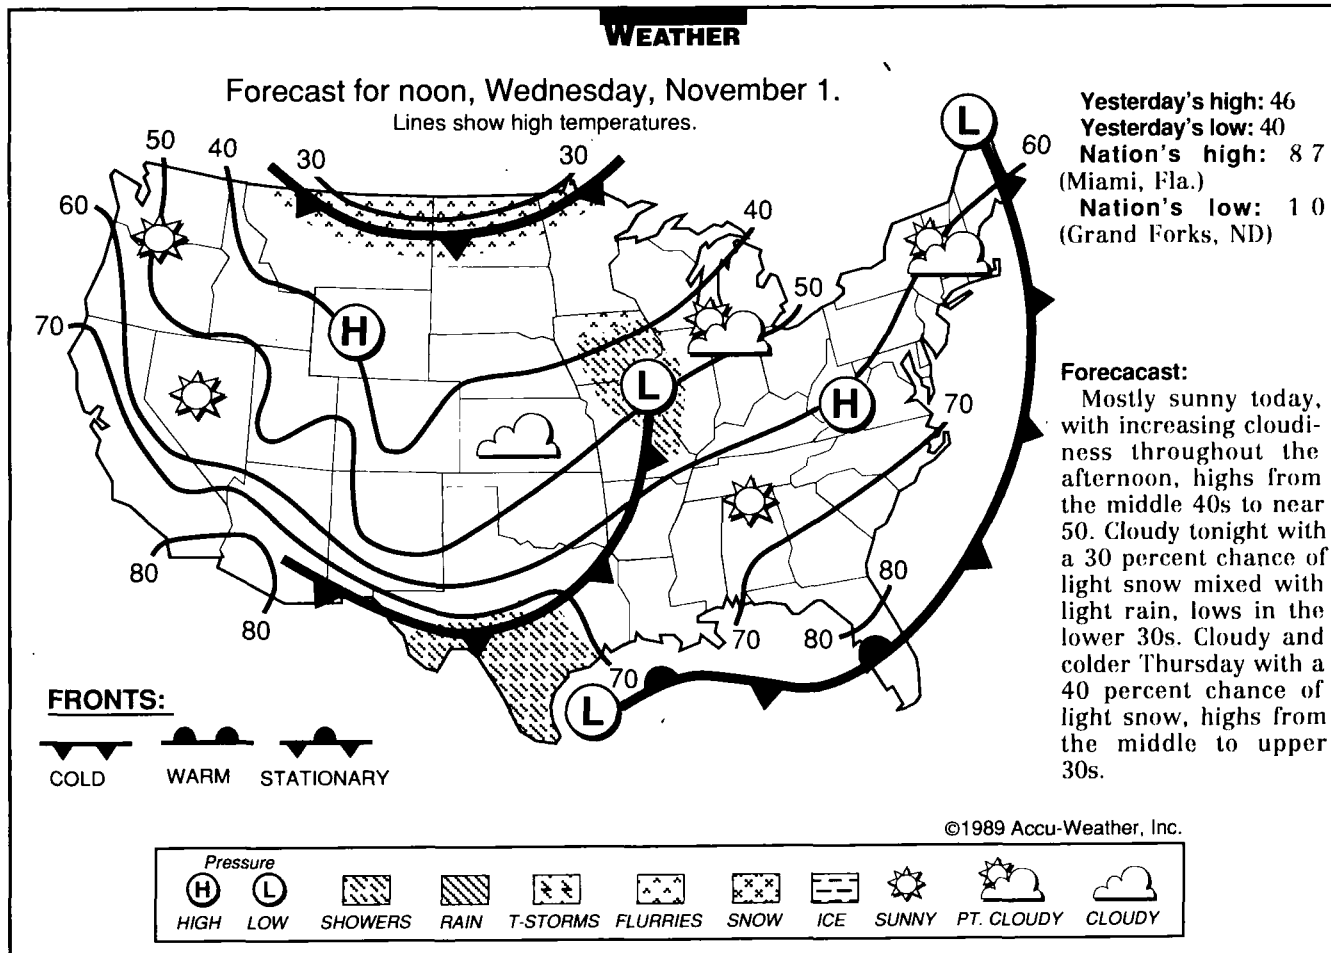 WEATHER
Forecast for noon, Wednesday, November 1.
Lines show high temperatures.
50
40
30
30
60
60
40
50
70
70
80
80
80
80
70
70
H
H
L
L
L
Yesterday's high: 46
Yesterday's low: 40
Nation's high: 87
(Miami, Fla.)
Nation's low: 10
(Grand Forks, ND)
Forecacast:
Mostly sunny today,
with increasing cloudi-
ness throughout the
afternoon, highs from
the middle 40s to near
50. Cloudy tonight with
a 30 percent chance of
light snow mixed with
light rain, lows in the
lower 30s. Cloudy and
colder Thursday with a
40 percent chance of
light snow, highs from
the middle to upper
30s.
FRONTS:
COLD WARM STATIONARY
©1989 Accu-Weather, Inc.
Pressure
H L
HIGH LOW SHOWERS RAIN T-STORMS FLURRIES SNOW ICE SUNNY PT. CLOUDY CLOUDY